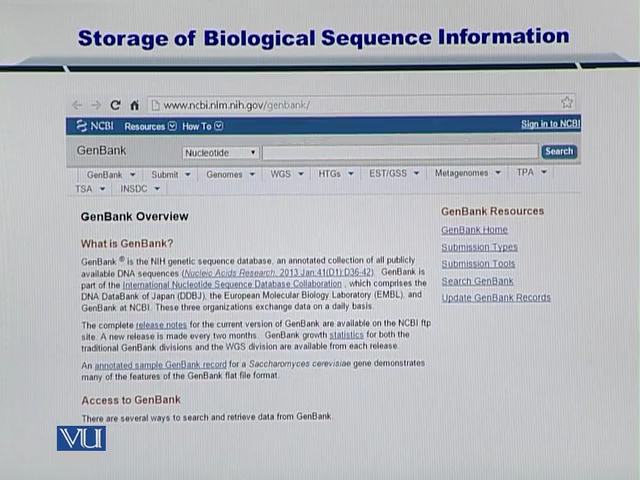 Storage of Biological Sequence Information
www.ncbi.nlm.nih.gov/genbank/
NCBI Resources How To Sign in to NCBI
GenBank Nucleotide Search
GenBank Submit Genomes WGS HTGs EST/GSS Metagenomes TPA
TSA INSDC
GenBank Overview
What is GenBank?
GenBank ® is the NIH genetic sequence database, an annotated collection of all publicly
available DNA sequences (Nucleic Acids Research, 2013 Jan;41(D1):D36-42). GenBank is
part of the International Nucleotide Sequence Database Collaboration , which comprises the
DNA DataBank of Japan (DDBJ), the European Molecular Biology Laboratory (EMBL), and
GenBank at NCBI. These three organizations exchange data on a daily basis.
The complete release notes for the current version of GenBank are available on the NCBI ftp
site. A new release is made every two months. GenBank growth statistics for both the
traditional GenBank divisions and the WGS division are available from each release.
An annotated sample GenBank record for a Saccharomyces cerevisiae gene demonstrates
many of the features of the GenBank flat file format.
Access to GenBank
There are several ways to search and retrieve data from GenBank.
GenBank Resources
GenBank Home
Submission Types
Submission Tools
Search GenBank
Update GenBank Records
VU